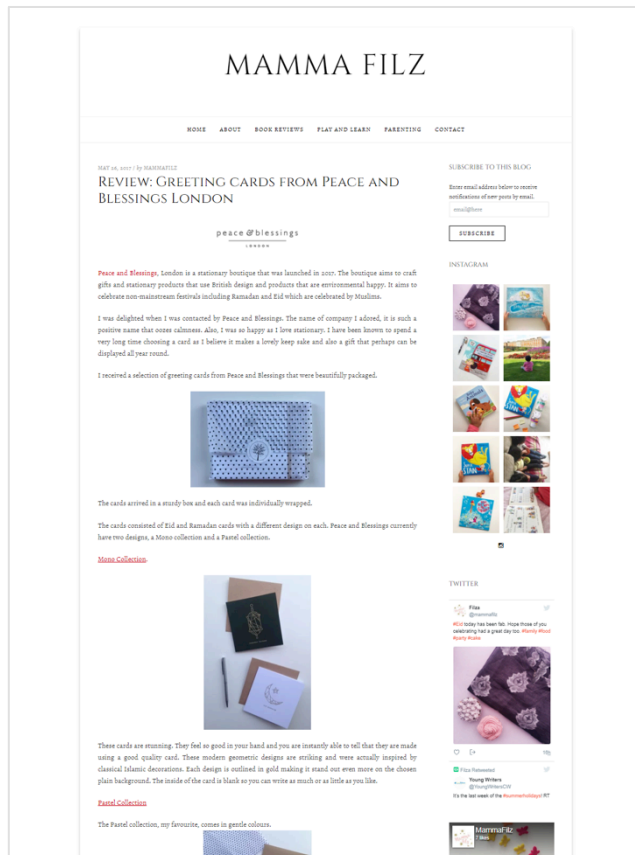 MAMMA FILZ
HOME ABOUT BOOK REVIEWS PLAY AND LEARN PARENTING CONTACT
MAY 26, 2017 / by MAMMAFILZ
REVIEW: GREETING CARDS FROM PEACE AND
BLESSINGS LONDON
peace & blessings
LONDON
Peace and Blessings, London is a stationary boutique that was launched in 2017. The boutique aims to craft
gifts and stationary products that use British design and products that are environmental happy. It aims to
celebrate non-mainstream festivals including Ramadan and Eid which are celebrated by Muslims.
I was delighted when I was contacted by Peace and Blessings. The name of company I adored, it is such a
positive name that oozes calmness. Also, I was so happy as I love stationary. I have been known to spend a
very long time choosing a card as I believe it makes a lovely keep sake and also a gift that perhaps can be
displayed all year round.
I received a selection of greeting cards from Peace and Blessings that were beautifully packaged.
The cards arrived in a sturdy box and each card was individually wrapped.
The cards consisted of Eid and Ramadan cards with a different design on each. Peace and Blessings currently
have two designs, a Mono collection and a Pastel collection.
Mono Collection.
These cards are stunning. They feel so good in your hand and you are instantly able to tell that they are made
using a good quality card. These modern geometric designs are striking and were actually inspired by
classical Islamic decorations. Each design is outlined in gold making it stand out even more on the chosen
plain background. The inside of the card is blank so you can write as much or as little as you like.
Pastel Collection
The Pastel collection, my favourite, comes in gentle colours.
SUBSCRIBE TO THIS BLOG
Enter email address below to receive
notifications of new posts by email.
email@here
SUBSCRIBE
INSTAGRAM
STAN
STAN
TWITTER
Filza
@mammafilz
#Eid today has been fab. Hope those of you
celebrating had a great day too. #family #food
#party #cake
Filza Retweeted
Young Writers
@YoungWritersCW
It's the last week of the #summerholidays! RT
MammaFilz
7 likes